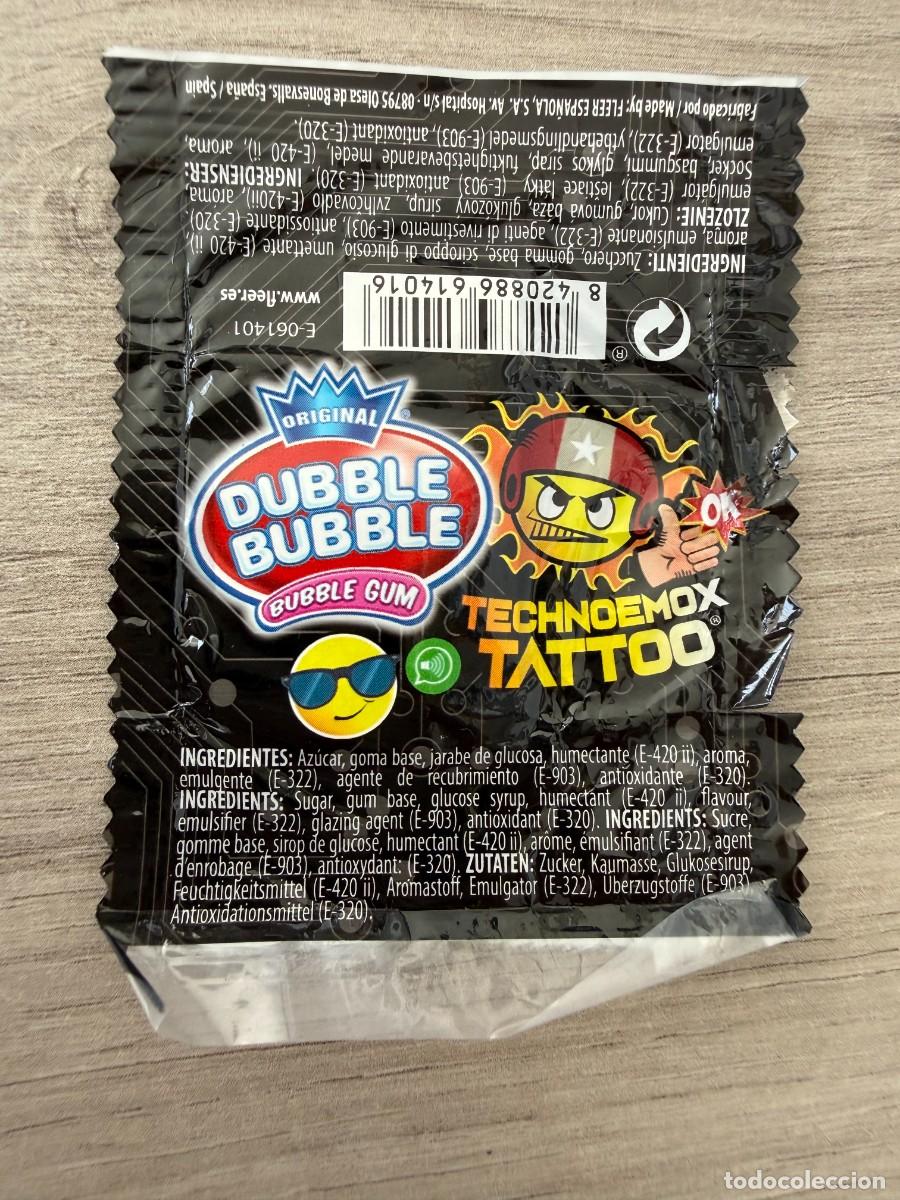 Fabricado por / Made by: FLEER ESPAÑOLA, S.A. Av. Hospital s/n - 08795 Olesa de Bonesvalls. España / Spain
INGREDIENTI: Zucchero, gomma base, sciroppo di glucosio, umettante (E-420 ii)
aroma, emulsionante (E-322), agenti di rivestimento (E-903), antiossidante (E-320)
ZLOZENIE: Cukor, gumová báza, glukózový sirup, zvlhčovadlo (E-420ii), aróma
emulgátor (E-322), leštiace látky (E-903) antioxidant (E-320). INGREDIENSER:
Socker, basgummi, glykos sirap, fuktighetsbevarande medel, (E-420 ii), aroma,
emulgator (E-322), ytbehandlingsmedel (E-903), antioxidant (E-320),
8 420886 614016
®
www.fleer.es
E-061401
ORIGINAL
®
DUBBLE
BUBBLE
BUBBLE GUM
OK
TECHNOEMOX
TATTOO®
INGREDIENTES: Azúcar, goma base, jarabe de glucosa, humectante (E-420 ii), aroma,
emulgente (E-322), agente de recubrimiento (E-903), antioxidante (E-320).
INGREDIENTS: Sugar, gum base, glucose syrup, humectant (E-420 ii), flavour,
emulsifier (E-322), glazing agent (E-903), antioxidant (E-320). INGREDIENTS: Sucre,
gomme base, sirop de glucose, humectant (E-420 ii), arôme, émulsifiant (E-322), agent
d'enrobage (E-903), antioxydant: (E-320). ZUTATEN: Zucker, Kaumasse, Glukosesirup,
Feuchtigkeitsmittel (E-420 ii), Aromastoff, Emulgator (E-322), Uberzugstoffe (E-903),
Antioxidationsmittel (E-320).
todocoleccion